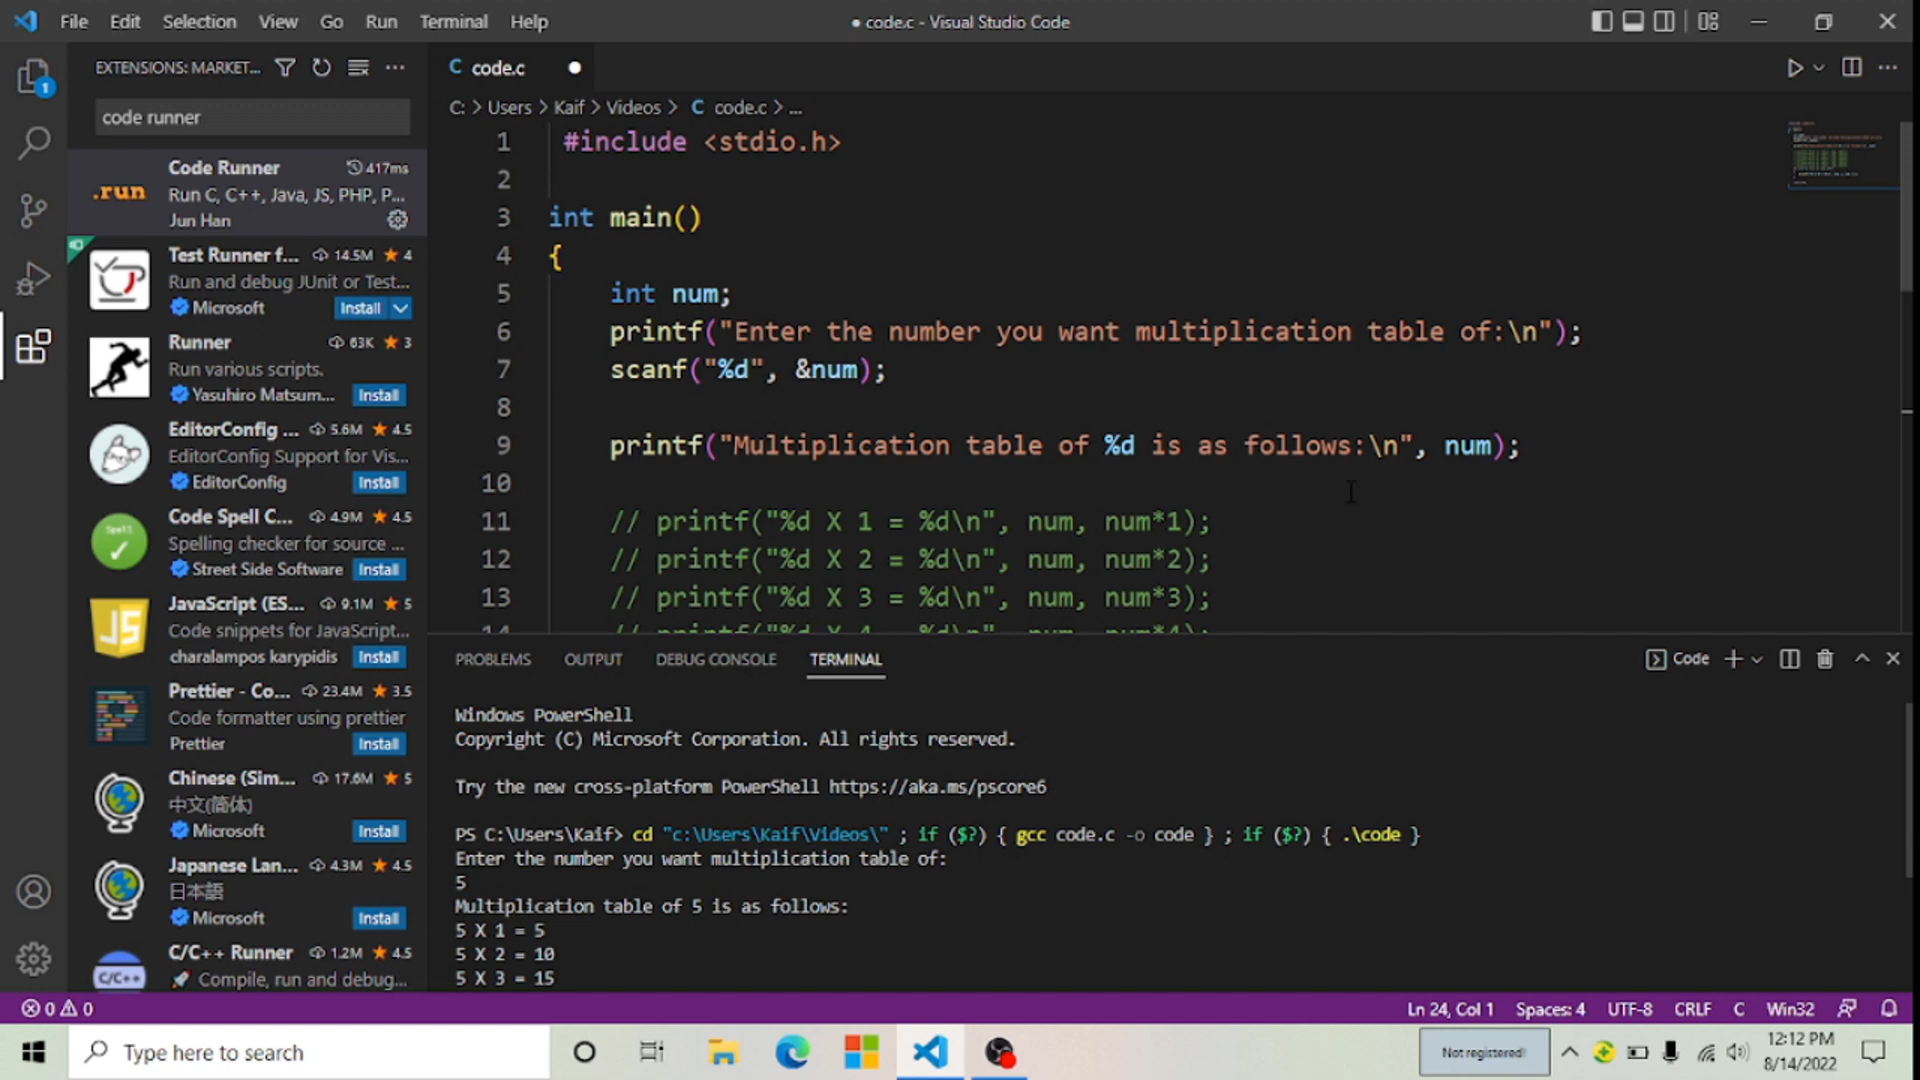 File Edit Selection View Go Run Terminal Help
● code.c - Visual Studio Code
EXTENSIONS: MARKET...
code.c
1
code runner
C: > Users > Kaif > Videos > C code.c > ...
Code Runner 417ms
.run
Run C, C++, Java, JS, PHP, P...
Jun Han
Test Runner f... 14.5M ★ 4
Run and debug JUnit or Test...
Microsoft Install
Runner 63K ★ 3
Run various scripts.
Yasuhiro Matsum... Install
EditorConfig ... 5.6M ★ 4.5
EditorConfig Support for Vis...
EditorConfig Install
Code Spell C... 4.9M ★ 4.5
Spell
Spelling checker for source ...
Street Side Software Install
JavaScript (ES... 9.1M ★ 5
JS
Code snippets for JavaScript...
charalampos karypidis Install
Prettier - Co... 23.4M ★ 3.5
Code formatter using prettier
Prettier Install
Chinese (Sim... 17.6M ★ 5
中文(简体)
Microsoft Install
Japanese Lan... 4.3M ★ 4.5
日本語
Microsoft Install
C/C++ Runner 1.2M ★ 4.5
C/C++
Compile, run and debug...
1 #include <stdio.h>
2
3 int main()
4 {
5 int num;
6 printf("Enter the number you want multiplication table of:\n");
7 scanf("%d", &num);
8
9 printf("Multiplication table of %d is as follows:\n", num);
10
11 // printf("%d X 1 = %d\n", num, num*1);
12 // printf("%d X 2 = %d\n", num, num*2);
13 // printf("%d X 3 = %d\n", num, num*3);
14 // printf("%d X 4 = %d\n", num, num*4);
PROBLEMS OUTPUT DEBUG CONSOLE TERMINAL
Code
Windows PowerShell
Copyright (C) Microsoft Corporation. All rights reserved.
Try the new cross-platform PowerShell https://aka.ms/pscore6
PS C:\Users\Kaif> cd "c:\Users\Kaif\Videos\" ; if ($?) { gcc code.c -o code } ; if ($?) { .\code }
Enter the number you want multiplication table of:
5
Multiplication table of 5 is as follows:
5 X 1 = 5
5 X 2 = 10
5 X 3 = 15
0 0
Ln 24, Col 1 Spaces: 4 UTF-8 CRLF C Win32
Type here to search
Not registered!
12:12 PM
8/14/2022